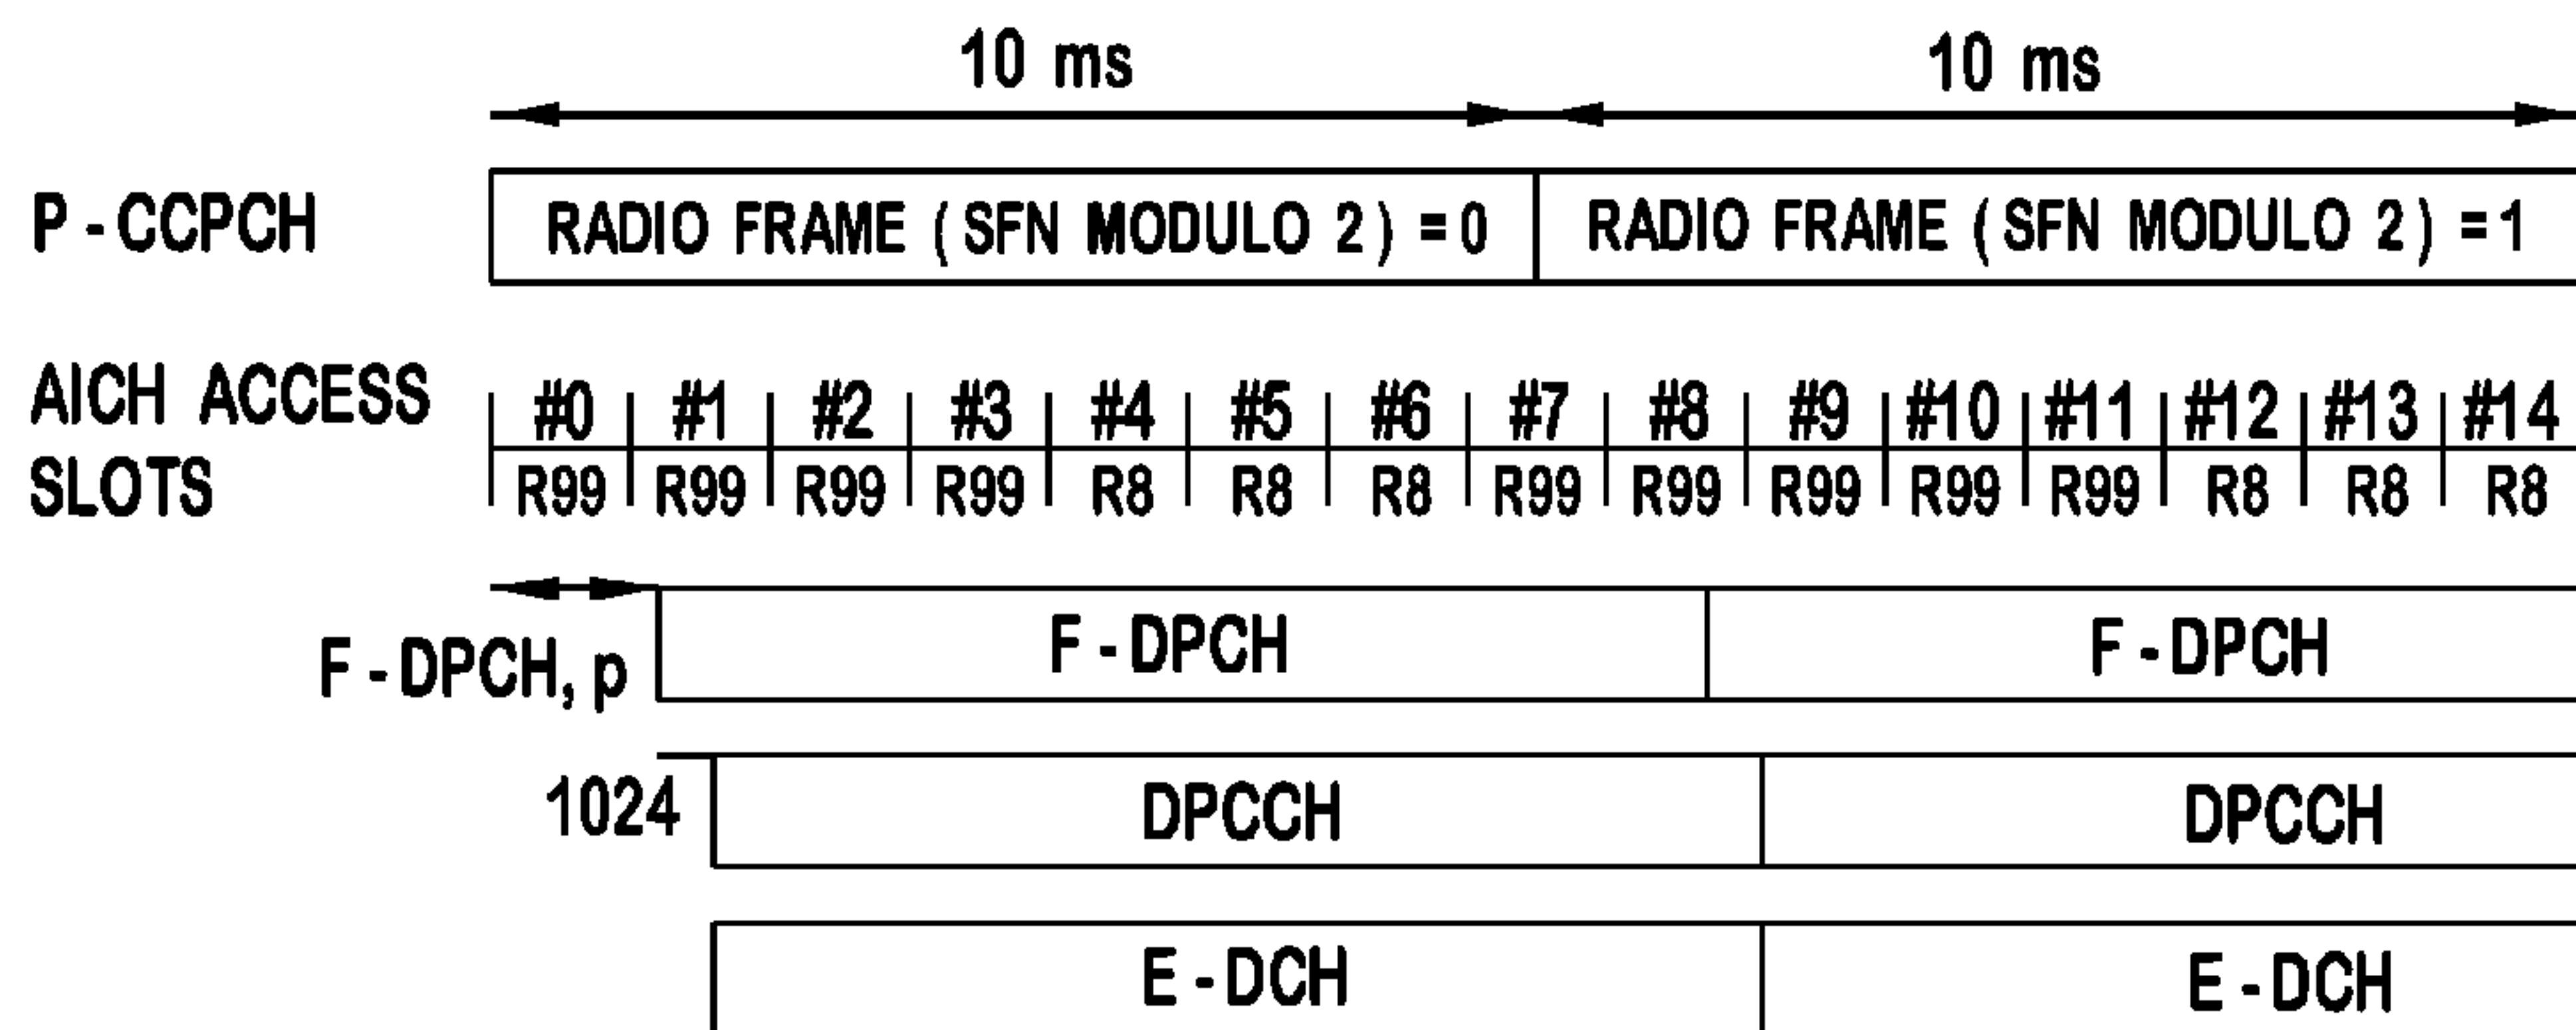 10 ms 10 ms
P - CCPCH RADIO FRAME ( SFN MODULO 2 ) = 0 RADIO FRAME ( SFN MODULO 2 ) = 1
AICH ACCESS SLOTS
#0 #1 #2 #3 #4 #5 #6 #7 #8 #9 #10 #11 #12 #13 #14
R99 R99 R99 R99 R8 R8 R8 R99 R99 R99 R99 R99 R8 R8 R8
F - DPCH, p F - DPCH F - DPCH
1024 DPCCH DPCCH
E - DCH E - DCH